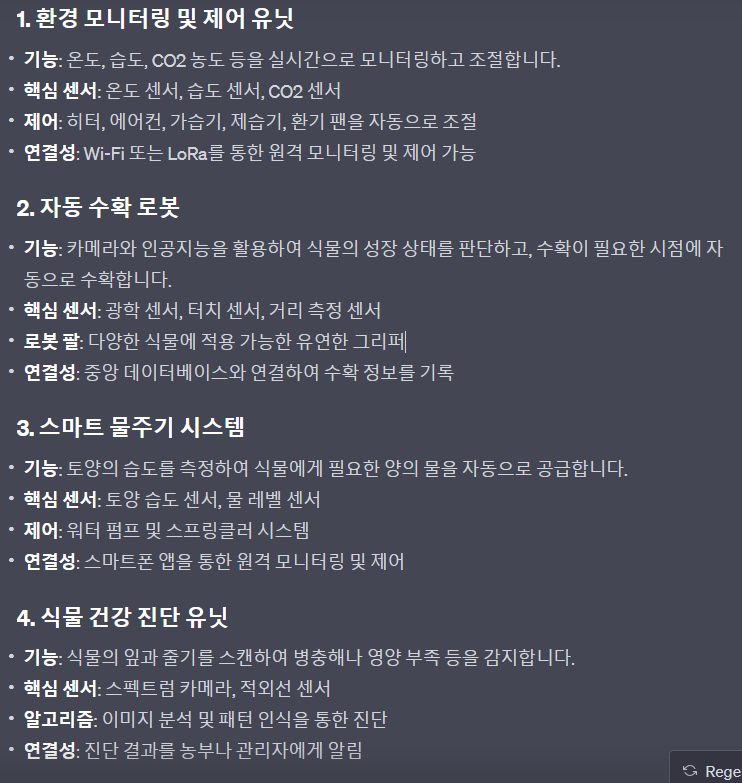 1. 환경 모니터링 및 제어 유닛
• 기능: 온도, 습도, CO2 농도 등을 실시간으로 모니터링하고 조절합니다.
• 핵심 센서: 온도 센서, 습도 센서, CO2 센서
• 제어: 히터, 에어컨, 가습기, 제습기, 환기 팬을 자동으로 조절
• 연결성: Wi-Fi 또는 LoRa를 통한 원격 모니터링 및 제어 가능
2. 자동 수확 로봇
• 기능: 카메라와 인공지능을 활용하여 식물의 성장 상태를 판단하고, 수확이 필요한 시점에 자
동으로 수확합니다.
• 핵심 센서: 광학 센서, 터치 센서, 거리 측정 센서
• 로봇 팔: 다양한 식물에 적용 가능한 유연한 그리퍼
• 연결성: 중앙 데이터베이스와 연결하여 수확 정보를 기록
3. 스마트 물주기 시스템
• 기능: 토양의 습도를 측정하여 식물에게 필요한 양의 물을 자동으로 공급합니다.
• 핵심 센서: 토양 습도 센서, 물 레벨 센서
• 제어: 워터 펌프 및 스프링클러 시스템
• 연결성: 스마트폰 앱을 통한 원격 모니터링 및 제어
4. 식물 건강 진단 유닛
• 기능: 식물의 잎과 줄기를 스캔하여 병충해나 영양 부족 등을 감지합니다.
• 핵심 센서: 스펙트럼 카메라, 적외선 센서
• 알고리즘: 이미지 분석 및 패턴 인식을 통한 진단
• 연결성: 진단 결과를 농부나 관리자에게 알림
Rege